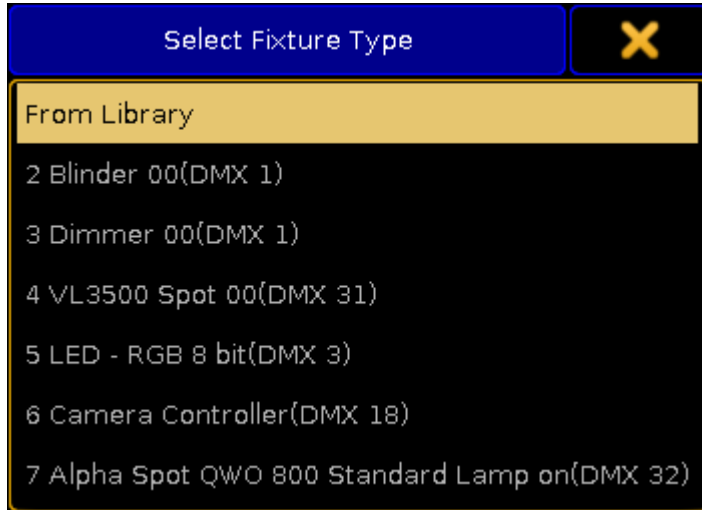 Select Fixture Type
From Library
2 Blinder 00(DMX 1)
3 Dimmer 00(DMX 1)
4 VL3500 Spot 00(DMX 31)
5 LED - RGB 8 bit(DMX 3)
6 Camera Controller(DMX 18)
7 Alpha Spot QWO 800 Standard Lamp on(DMX 32)